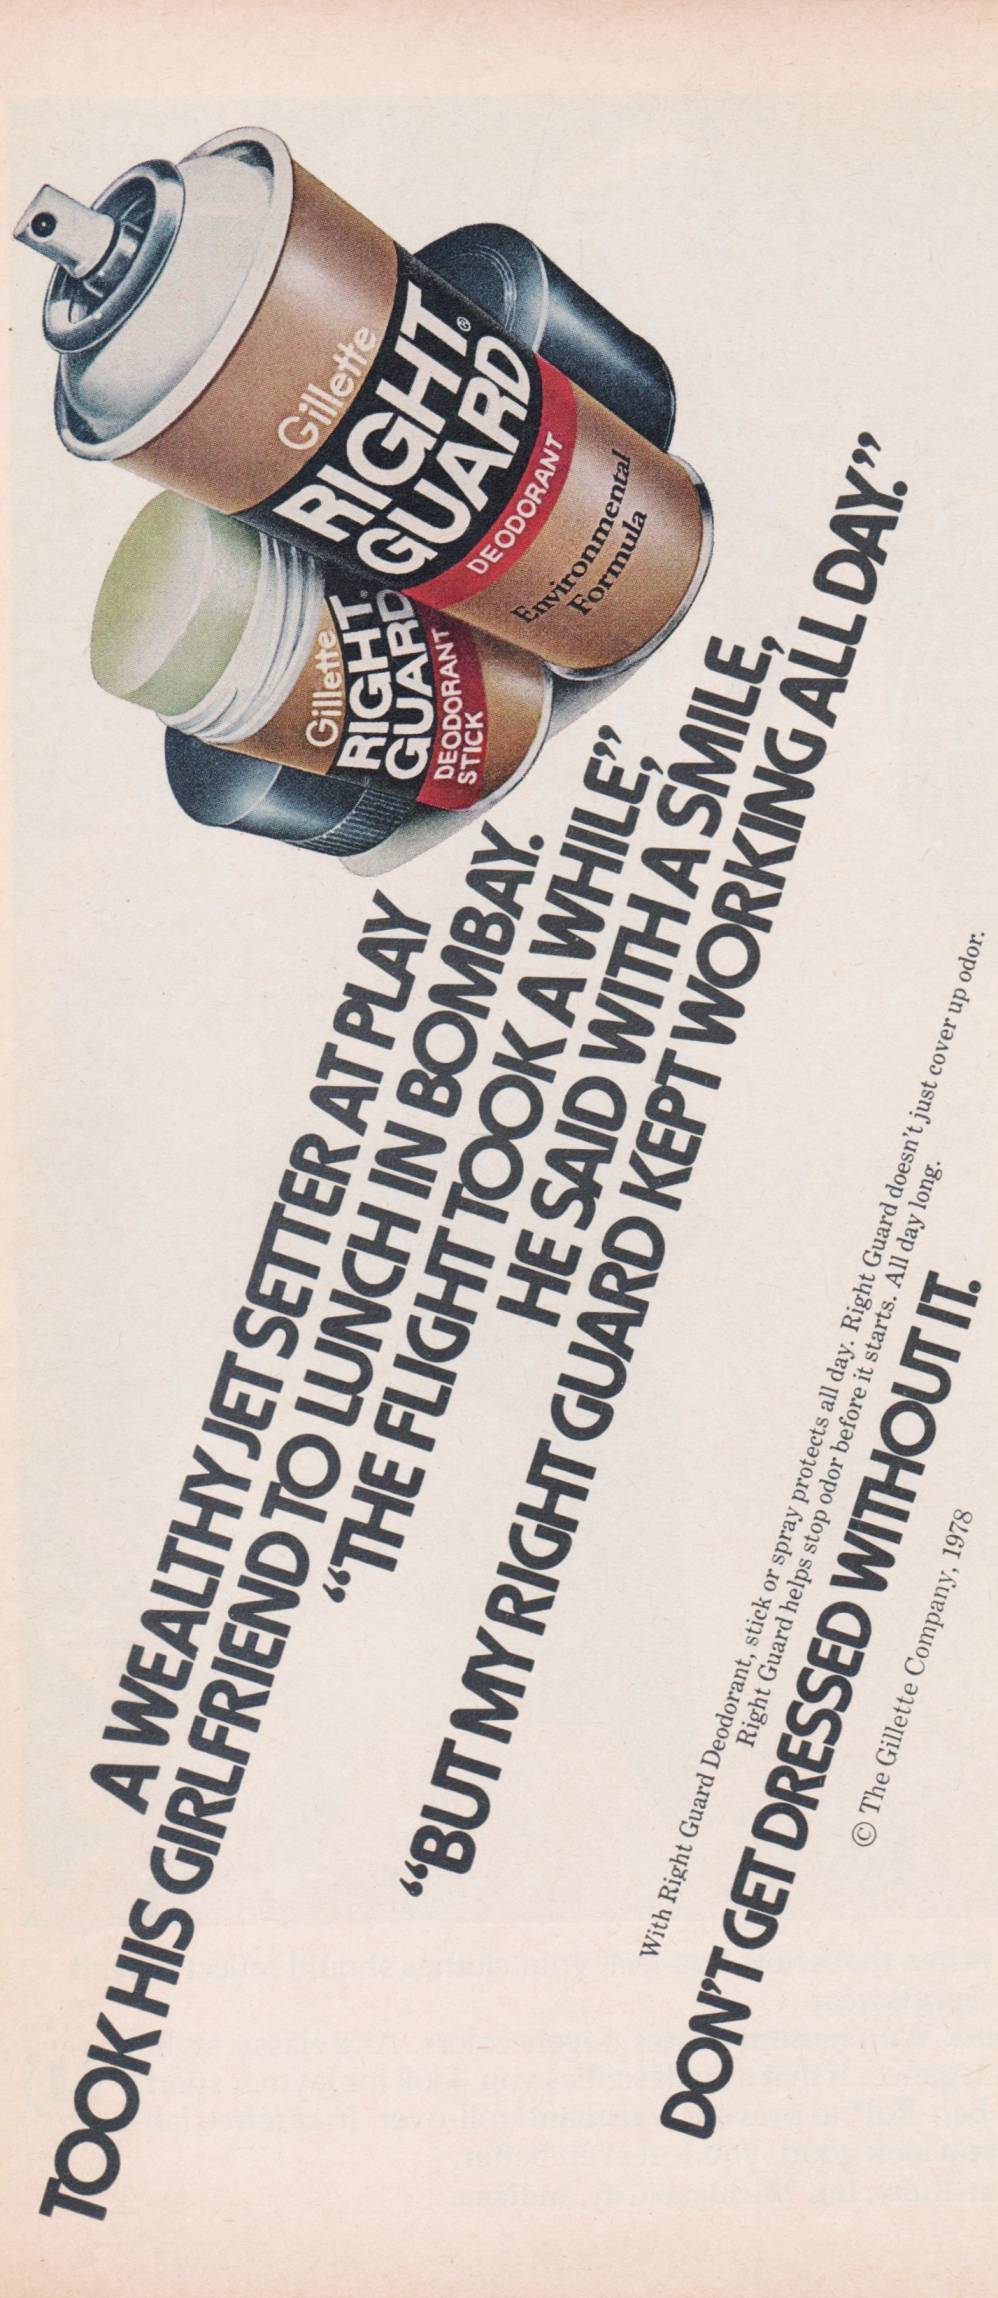 Gillette
RIGHT
GUARD®
DEODORANT
Environmental
Formula
Gillette
RIGHT
GUARD®
DEODORANT
STICK
A WEALTHY JET SETTER AT PLAY
TOOK HIS GIRLFRIEND TO LUNCH IN BOMBAY.
“THE FLIGHT TOOK A WHILE”,
HE SAID WITH A SMILE,
“BUT MY RIGHT GUARD KEPT WORKING ALL DAY.”
With Right Guard Deodorant, stick or spray protects all day. Right Guard doesn't just cover up odor.
Right Guard helps stop odor before it starts. All day long.
DON'T GET DRESSED WITHOUT IT.
© The Gillette Company, 1978